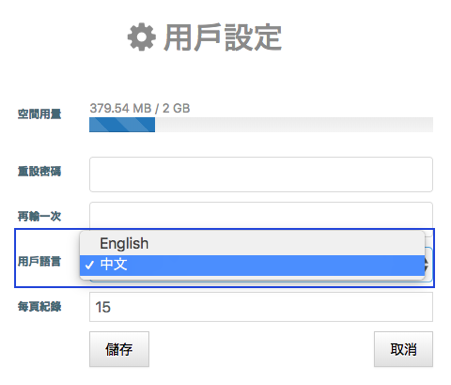 用戶設定
空間用量
379.54 MB / 2 GB
重設密碼
再輸一次
用戶語言
English
✓ 中文
每頁紀錄
15
儲存
取消